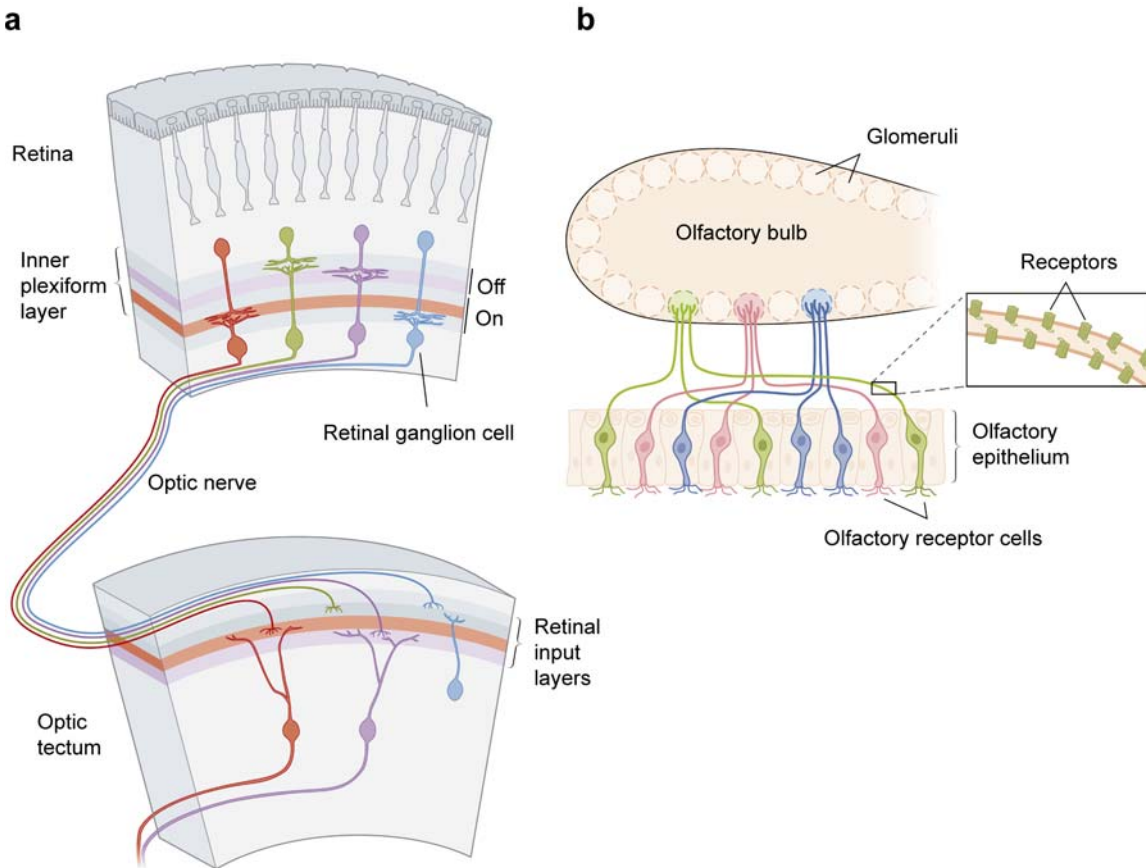 a
Retina
Inner
plexiform
layer
Off
On
Retinal ganglion cell
Optic nerve
Retinal
input
layers
Optic
tectum
b
Glomeruli
Olfactory bulb
Receptors
Olfactory
epithelium
Olfactory receptor cells